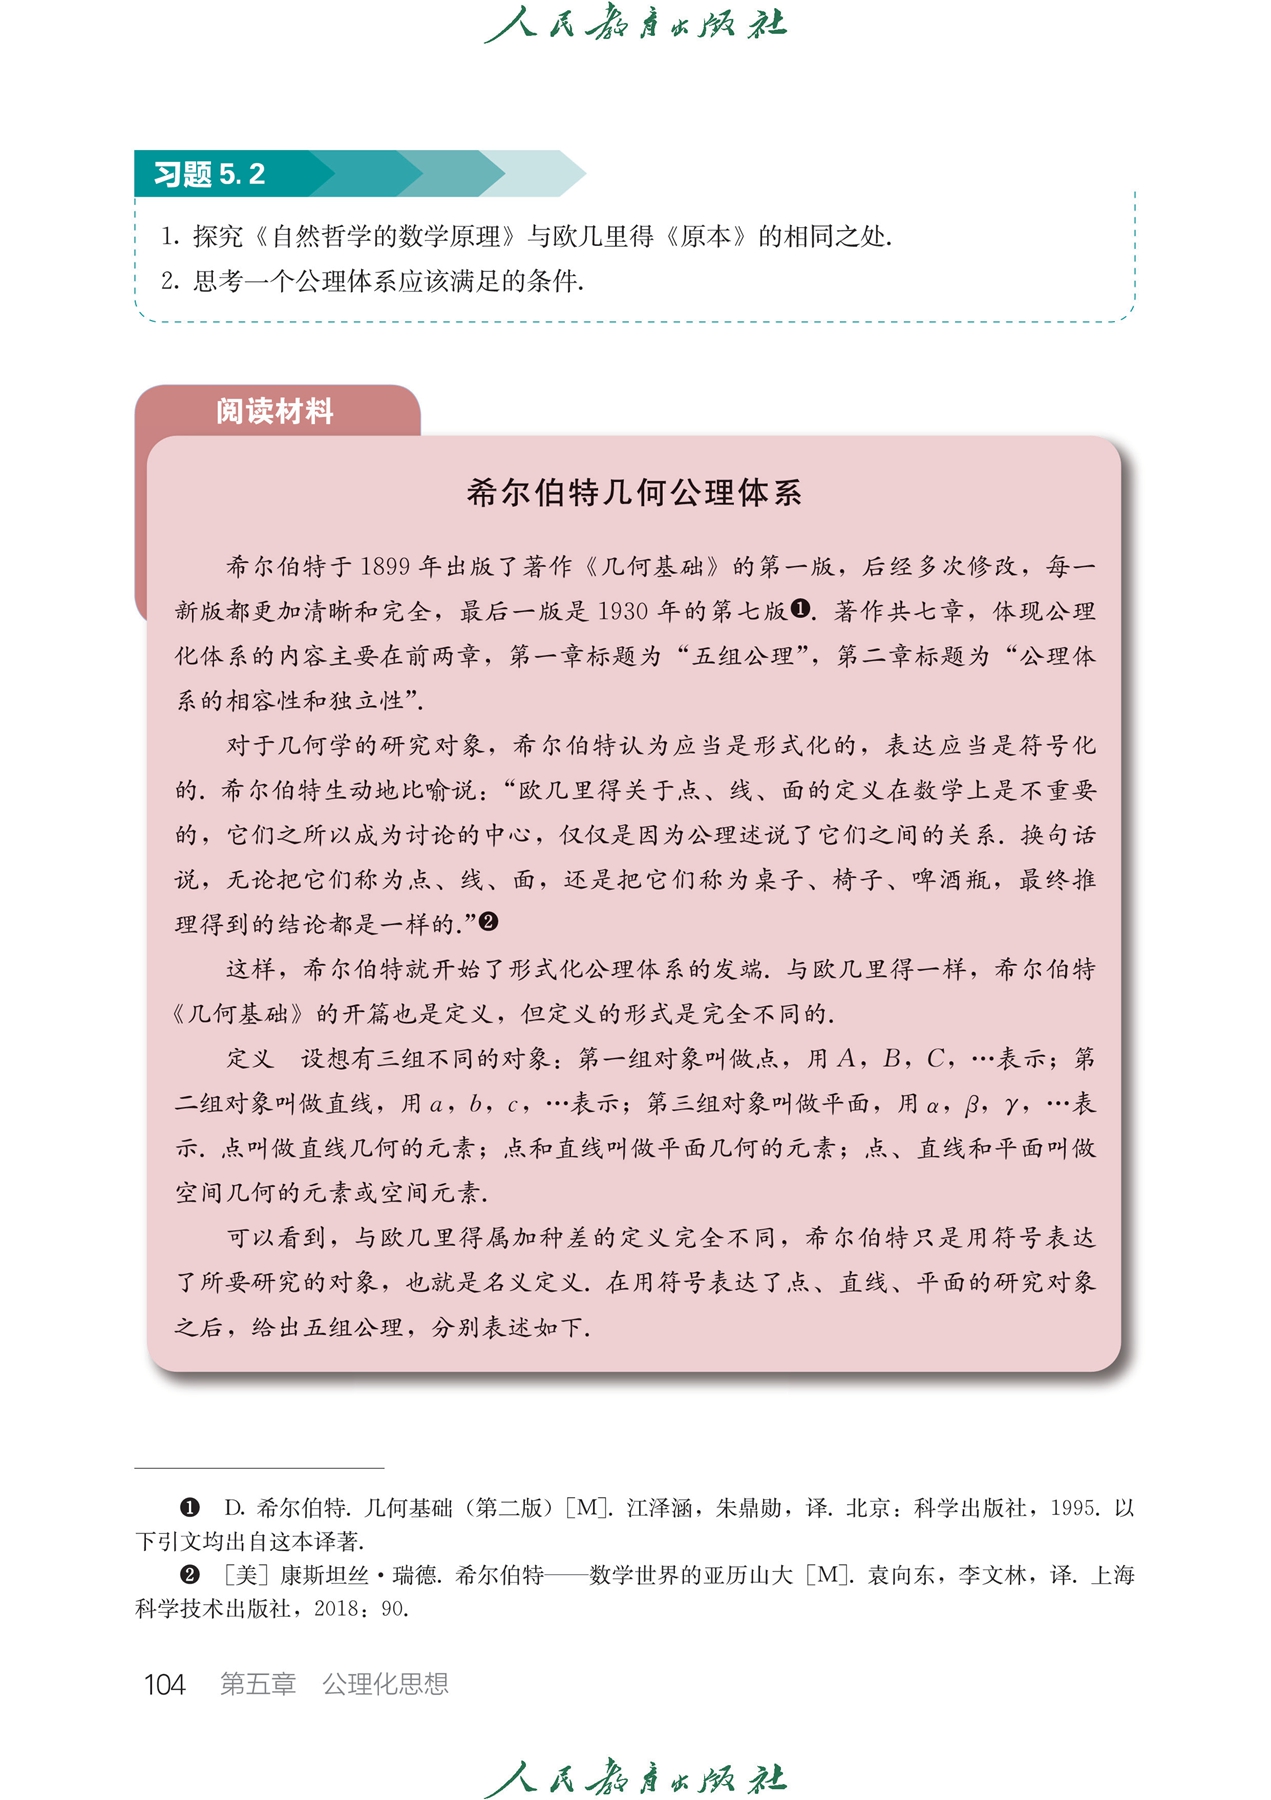 人民教育出版社
习题 5. 2
1. 探究《自然哲学的数学原理》与欧几里得《原本》的相同之处.
2. 思考一个公理体系应该满足的条件.
阅读材料
希尔伯特几何公理体系
希尔伯特于 1899 年出版了著作《几何基础》的第一版，后经多次修改，每一
新版都更加清晰和完全，最后一版是 1930 年的第七版❶. 著作共七章，体现公理
化体系的内容主要在前两章，第一章标题为“五组公理”，第二章标题为“公理体
系的相容性和独立性”.
对于几何学的研究对象，希尔伯特认为应当是形式化的，表达应当是符号化
的. 希尔伯特生动地比喻说：“欧几里得关于点、线、面的定义在数学上是不重要
的，它们之所以成为讨论的中心，仅仅是因为公理述说了它们之间的关系. 换句话
说，无论把它们称为点、线、面，还是把它们称为桌子、椅子、啤酒瓶，最终推
理得到的结论都是一样的.”❷
这样，希尔伯特就开始了形式化公理体系的发端. 与欧几里得一样，希尔伯特
《几何基础》的开篇也是定义，但定义的形式是完全不同的.
定义　设想有三组不同的对象：第一组对象叫做点，用 A，B，C，…表示；第
二组对象叫做直线，用 a，b，c，…表示；第三组对象叫做平面，用 α，β，γ，…表
示. 点叫做直线几何的元素；点和直线叫做平面几何的元素；点、直线和平面叫做
空间几何的元素或空间元素.
可以看到，与欧几里得属加种差的定义完全不同，希尔伯特只是用符号表达
了所要研究的对象，也就是名义定义. 在用符号表达了点、直线、平面的研究对象
之后，给出五组公理，分别表述如下.
❶ D. 希尔伯特. 几何基础（第二版）[M]. 江泽涵，朱鼎勋，译. 北京：科学出版社，1995. 以
下引文均出自这本译著.
❷ [美] 康斯坦丝·瑞德. 希尔伯特——数学世界的亚历山大 [M]. 袁向东，李文林，译. 上海
科学技术出版社，2018：90.
104 第五章　公理化思想
人民教育出版社